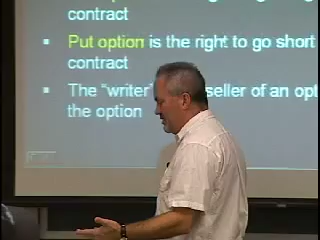 contract
Put option is the right to go short
contract
The "writer" seller of an opt
the option